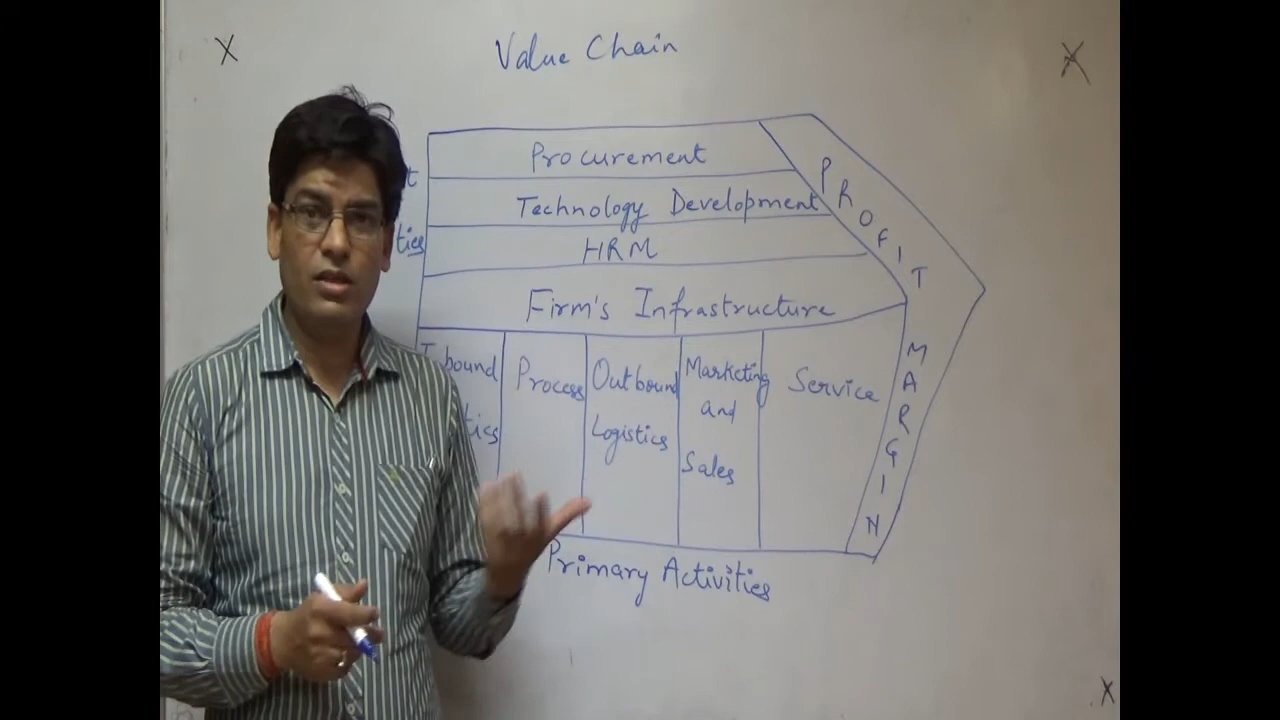 Value Chain
Procurement
Technology Development
HRM
Firm's Infrastructure
PROFIT MARGIN
Process
Outbound
Logistics
Marketing
and
Sales
Service
Primary Activities